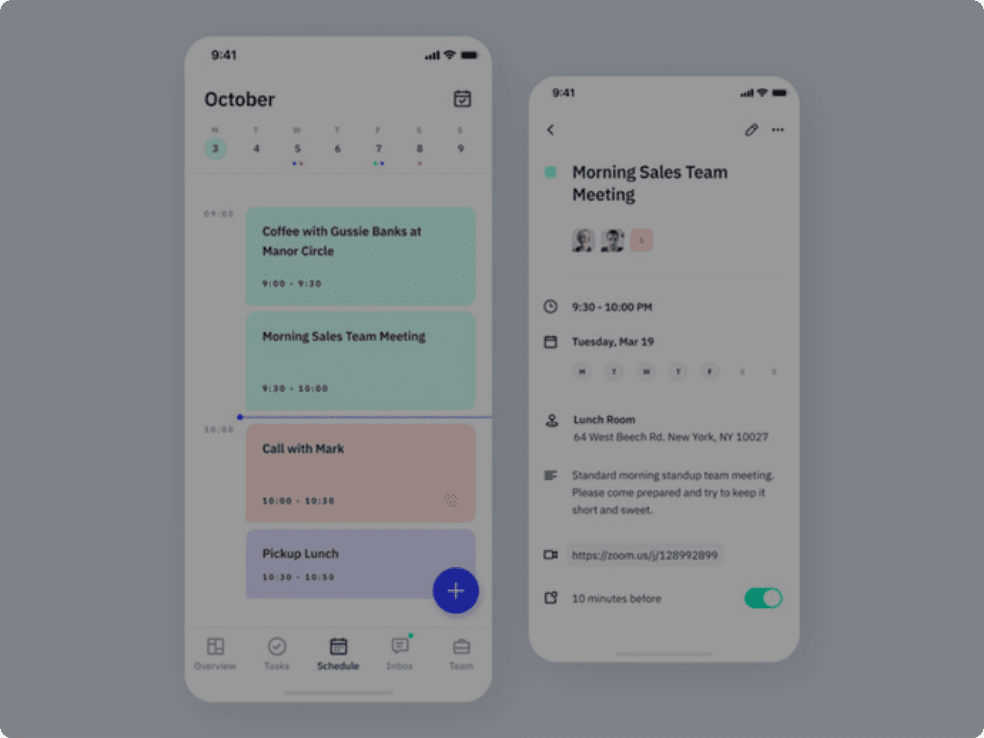 9:41
October
M T W T F S S
3 4 5 6 7 8 9
09:00
Coffee with Gussie Banks at
Manor Circle
9:00 - 9:30
Morning Sales Team Meeting
9:30 - 10:00
10:00
Call with Mark
10:00 - 10:30
Pickup Lunch
10:30 - 10:50
Overview Tasks Schedule Inbox Team
9:41
Morning Sales Team
Meeting
9:30 - 10:00 PM
Tuesday, Mar 19
M T W T F S S
Lunch Room
64 West Beech Rd. New York, NY 10027
Standard morning standup team meeting.
Please come prepared and try to keep it
short and sweet.
https://zoom.us/j/128992899
10 minutes before